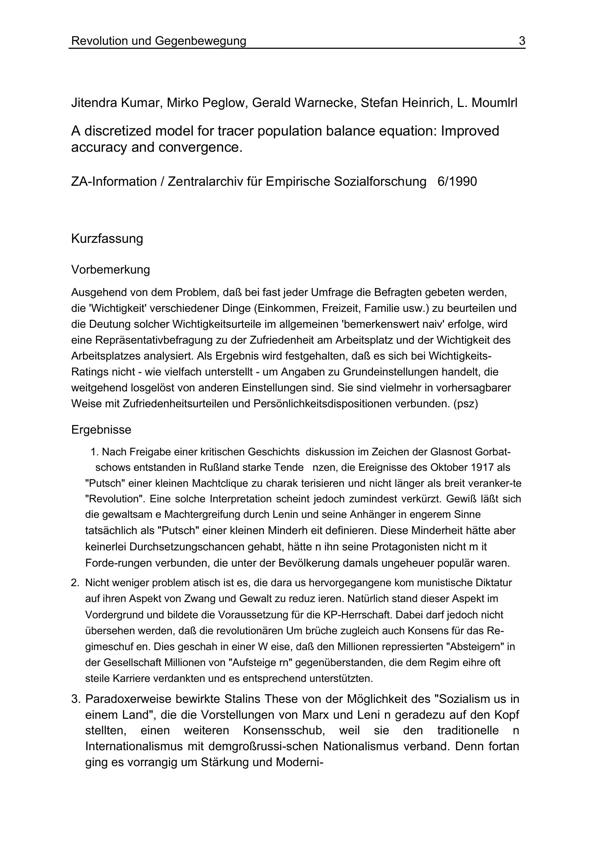 Revolution und Gegenbewegung 3
Jitendra Kumar, Mirko Peglow, Gerald Warnecke, Stefan Heinrich, L. Moumlrl
A discretized model for tracer population balance equation: Improved
accuracy and convergence.
ZA-Information / Zentralarchiv für Empirische Sozialforschung 6/1990
Kurzfassung
Vorbemerkung
Ausgehend von dem Problem, daß bei fast jeder Umfrage die Befragten gebeten werden,
die 'Wichtigkeit' verschiedener Dinge (Einkommen, Freizeit, Familie usw.) zu beurteilen und
die Deutung solcher Wichtigkeitsurteile im allgemeinen 'bemerkenswert naiv' erfolge, wird
eine Repräsentativbefragung zu der Zufriedenheit am Arbeitsplatz und der Wichtigkeit des
Arbeitsplatzes analysiert. Als Ergebnis wird festgehalten, daß es sich bei Wichtigkeits-
Ratings nicht - wie vielfach unterstellt - um Angaben zu Grundeinstellungen handelt, die
weitgehend losgelöst von anderen Einstellungen sind. Sie sind vielmehr in vorhersagbarer
Weise mit Zufriedenheitsurteilen und Persönlichkeitsdispositionen verbunden. (psz)
Ergebnisse
1. Nach Freigabe einer kritischen Geschichts diskussion im Zeichen der Glasnost Gorbat-
schows entstanden in Rußland starke Tende nzen, die Ereignisse des Oktober 1917 als
"Putsch" einer kleinen Machtclique zu charak terisieren und nicht länger als breit veranker-te
"Revolution". Eine solche Interpretation scheint jedoch zumindest verkürzt. Gewiß läßt sich
die gewaltsam e Machtergreifung durch Lenin und seine Anhänger in engerem Sinne
tatsächlich als "Putsch" einer kleinen Minderh eit definieren. Diese Minderheit hätte aber
keinerlei Durchsetzungschancen gehabt, hätte n ihn seine Protagonisten nicht m it
Forde-rungen verbunden, die unter der Bevölkerung damals ungeheuer populär waren.
2. Nicht weniger problem atisch ist es, die dara us hervorgegangene kom munistische Diktatur
auf ihren Aspekt von Zwang und Gewalt zu reduz ieren. Natürlich stand dieser Aspekt im
Vordergrund und bildete die Voraussetzung für die KP-Herrschaft. Dabei darf jedoch nicht
übersehen werden, daß die revolutionären Um brüche zugleich auch Konsens für das Re-
gimeschuf en. Dies geschah in einer W eise, daß den Millionen repressierten "Absteigern" in
der Gesellschaft Millionen von "Aufsteige rn" gegenüberstanden, die dem Regim eihre oft
steile Karriere verdankten und es entsprechend unterstützten.
3. Paradoxerweise bewirkte Stalins These von der Möglichkeit des "Sozialism us in
einem Land", die die Vorstellungen von Marx und Leni n geradezu auf den Kopf
stellten, einen weiteren Konsensschub, weil sie den traditionelle n
Internationalismus mit demgroßrussi-schen Nationalismus verband. Denn fortan
ging es vorrangig um Stärkung und Moderni-